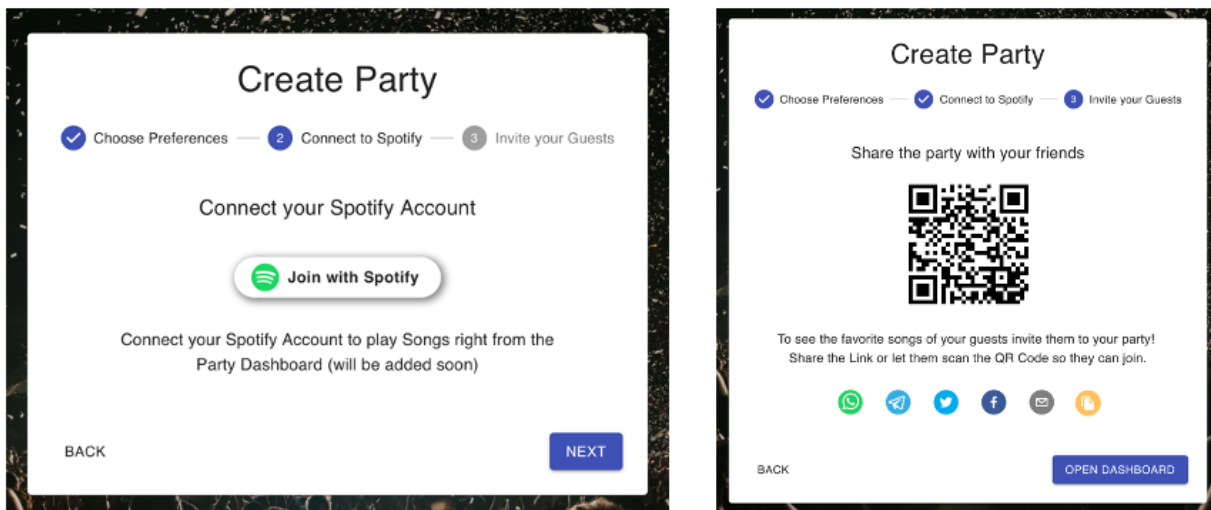 Create Party
Choose Preferences
2 Connect to Spotify
3 Invite your Guests
Connect your Spotify Account
Join with Spotify
Connect your Spotify Account to play Songs right from the
Party Dashboard (will be added soon)
BACK
NEXT
Create Party
Choose Preferences
Connect to Spotify
3 Invite your Guests
Share the party with your friends
To see the favorite songs of your guests invite them to your party!
Share the Link or let them scan the QR Code so they can join.
BACK
OPEN DASHBOARD